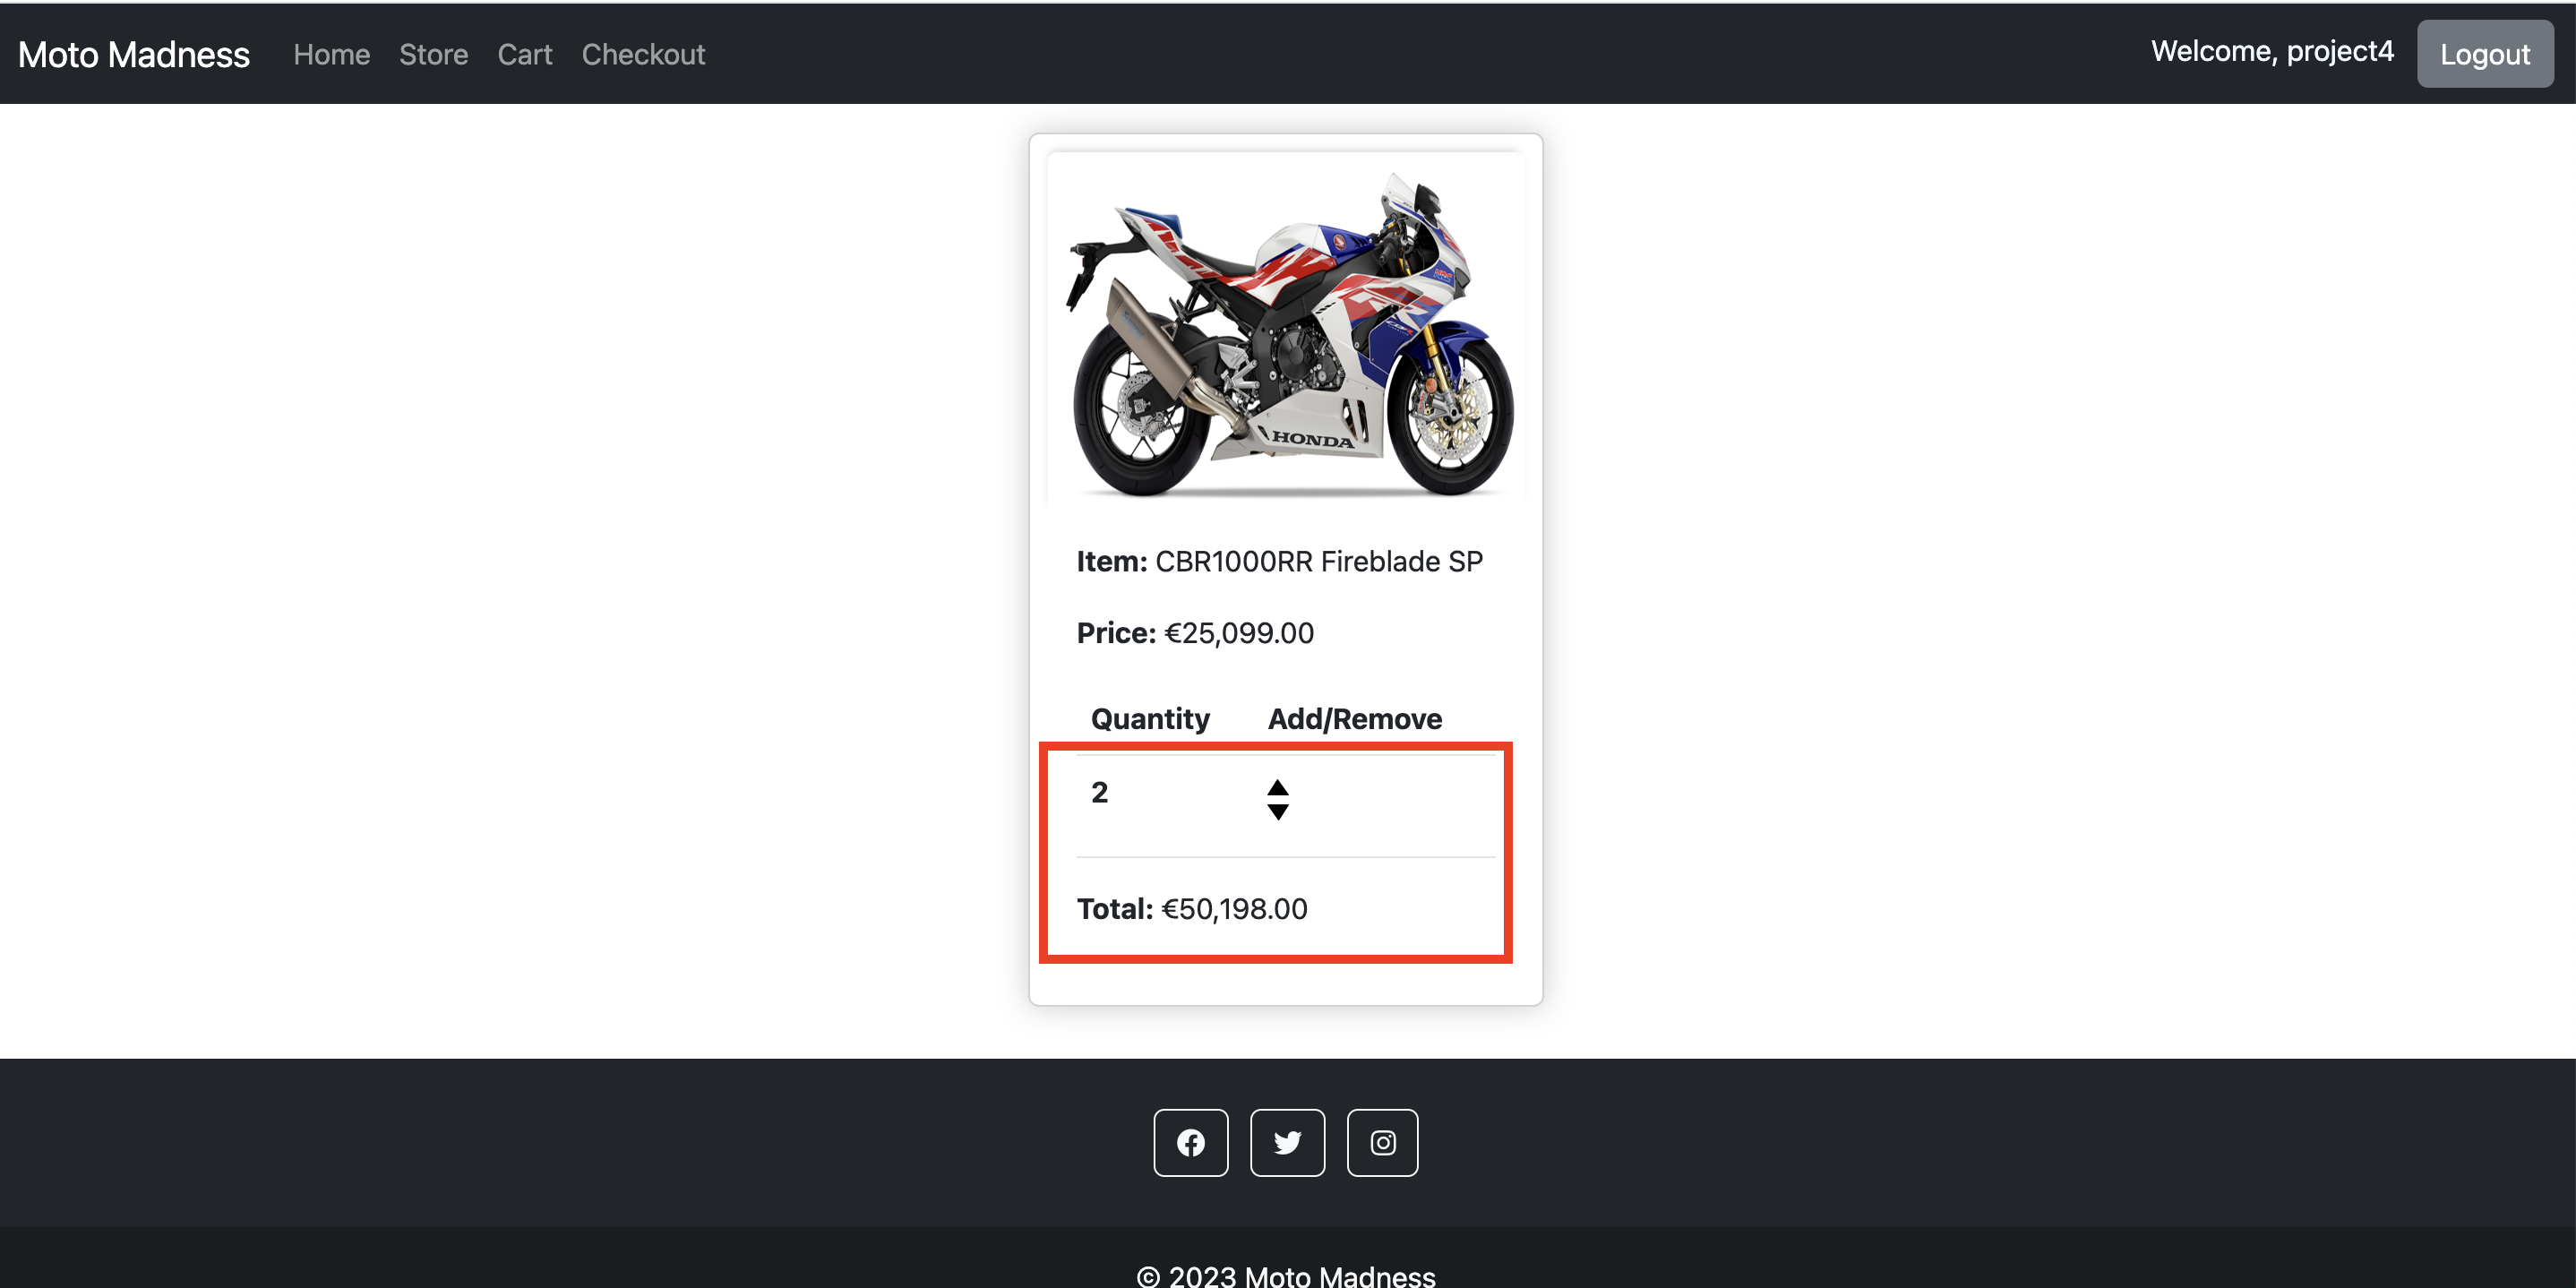 Moto Madness Home Store Cart Checkout Welcome, project4 Logout
HONDA
Item: CBR1000RR Fireblade SP
Price: €25,099.00
Quantity Add/Remove
2
Total: €50,198.00
© 2023 Moto Madness